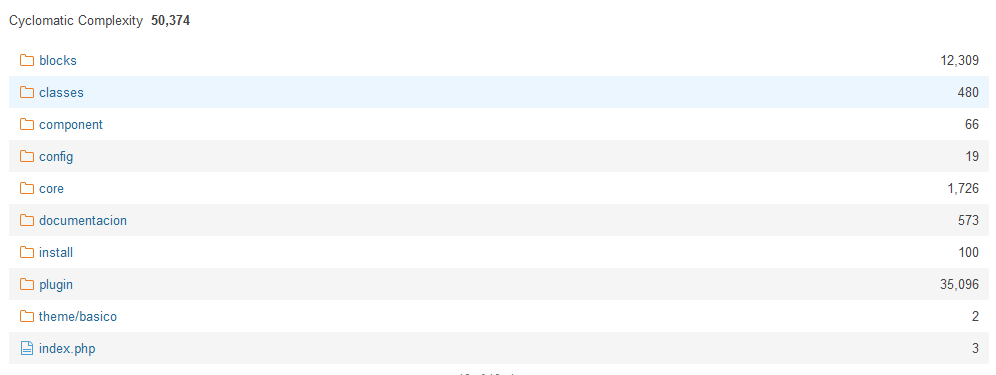 Cyclomatic Complexity 50,374
blocks 12,309
classes 480
component 66
config 19
core 1,726
documentacion 573
install 100
plugin 35,096
theme/basico 2
index.php 3